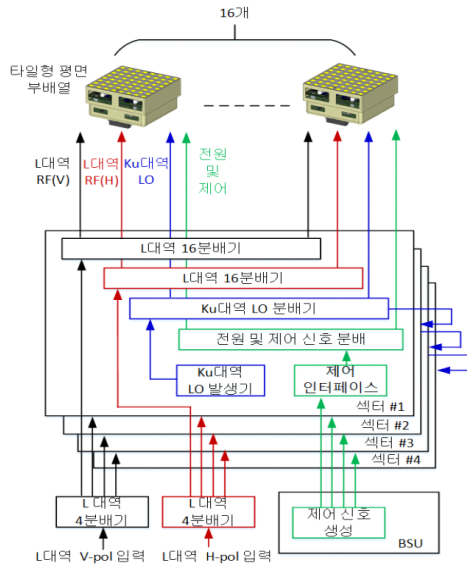 16개
타일형 평면
부배열
L대역
RF(V)
L대역
RF(H)
Ku대역
LO
전원
및
제어
L대역 16분배기
L대역 16분배기
Ku대역 LO 분배기
전원 및 제어 신호 분배
Ku대역
LO 발생기
제어
인터페이스
섹터 #1
섹터 #2
섹터 #3
섹터 #4
L 대역
4분배기
L 대역
4분배기
제어 신호
생성
BSU
L대역 V-pol 입력
L대역 H-pol 입력